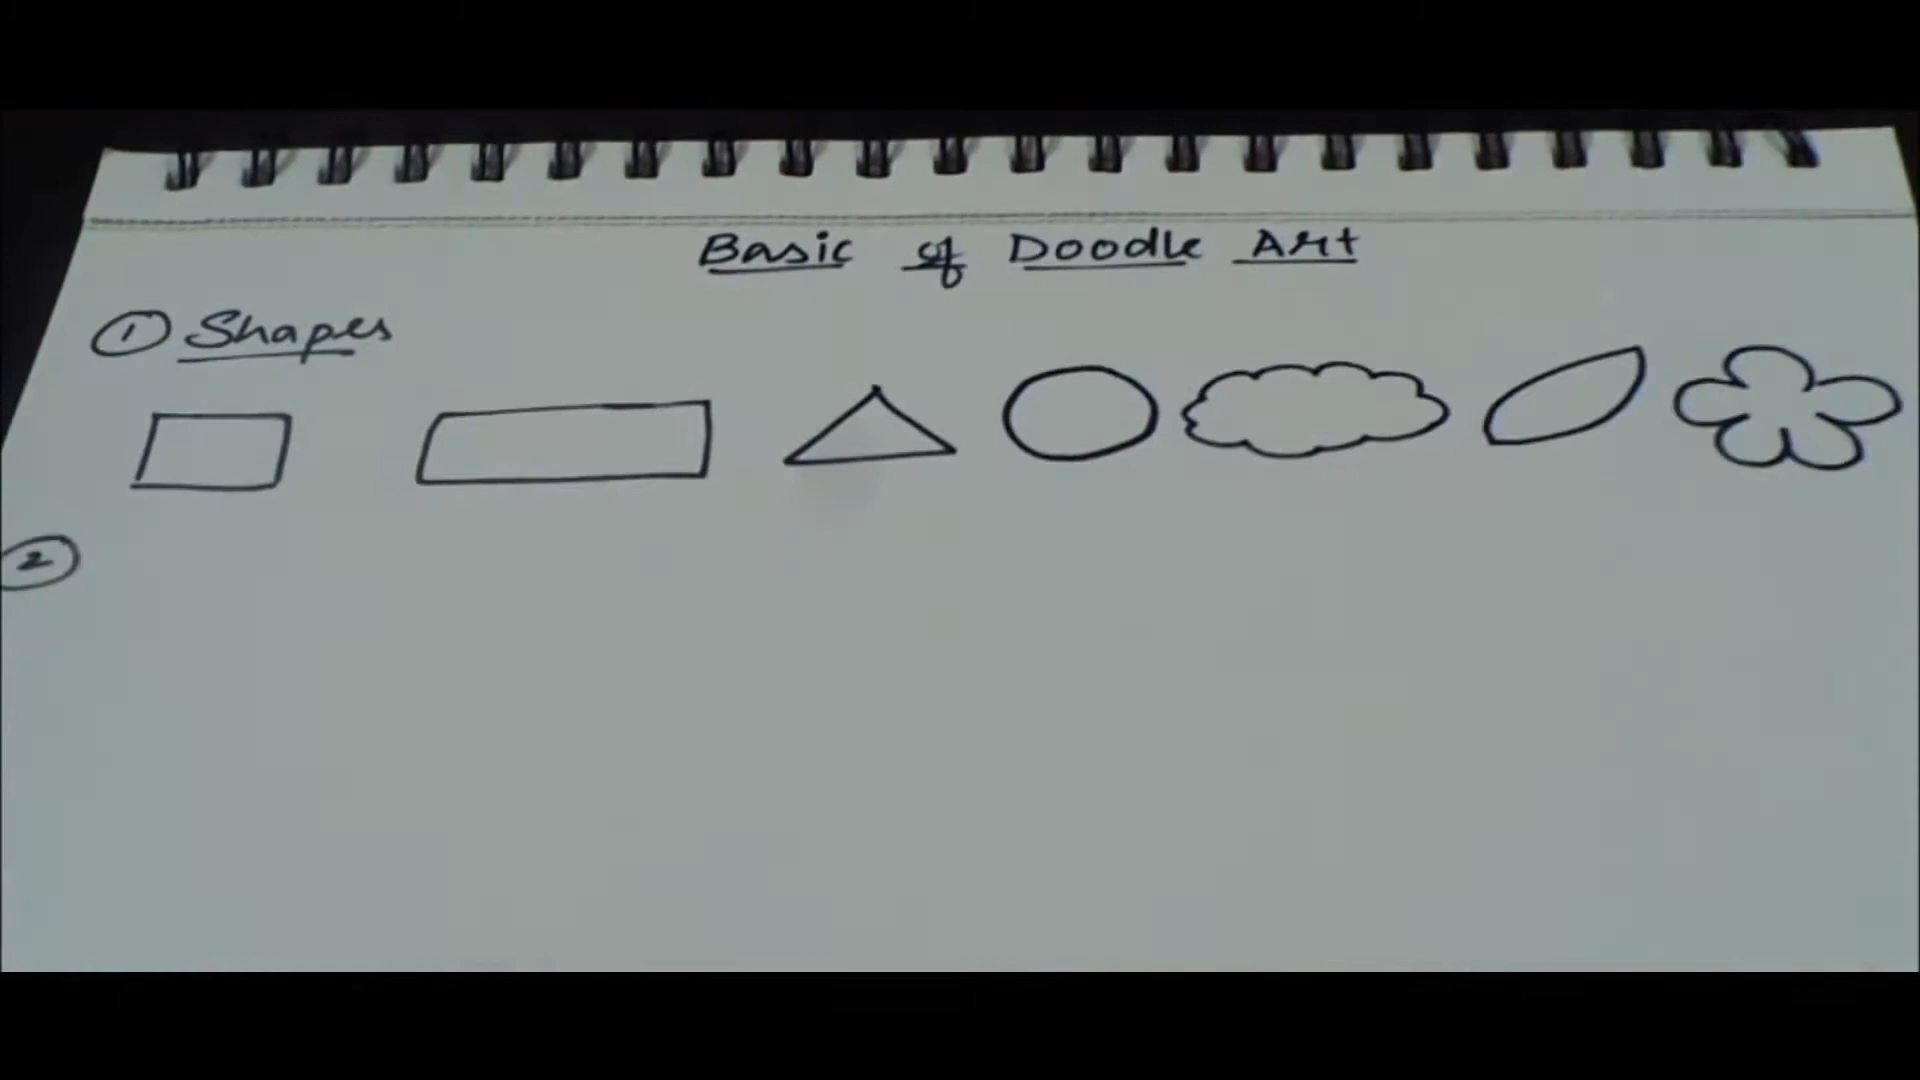 Basic of Doodle Art
① Shapes
②